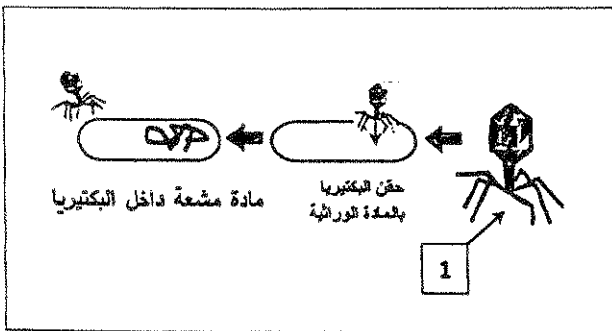 حقن البكتيريا
بالمادة الوراثية
مادة مشعة داخل البكتيريا
1